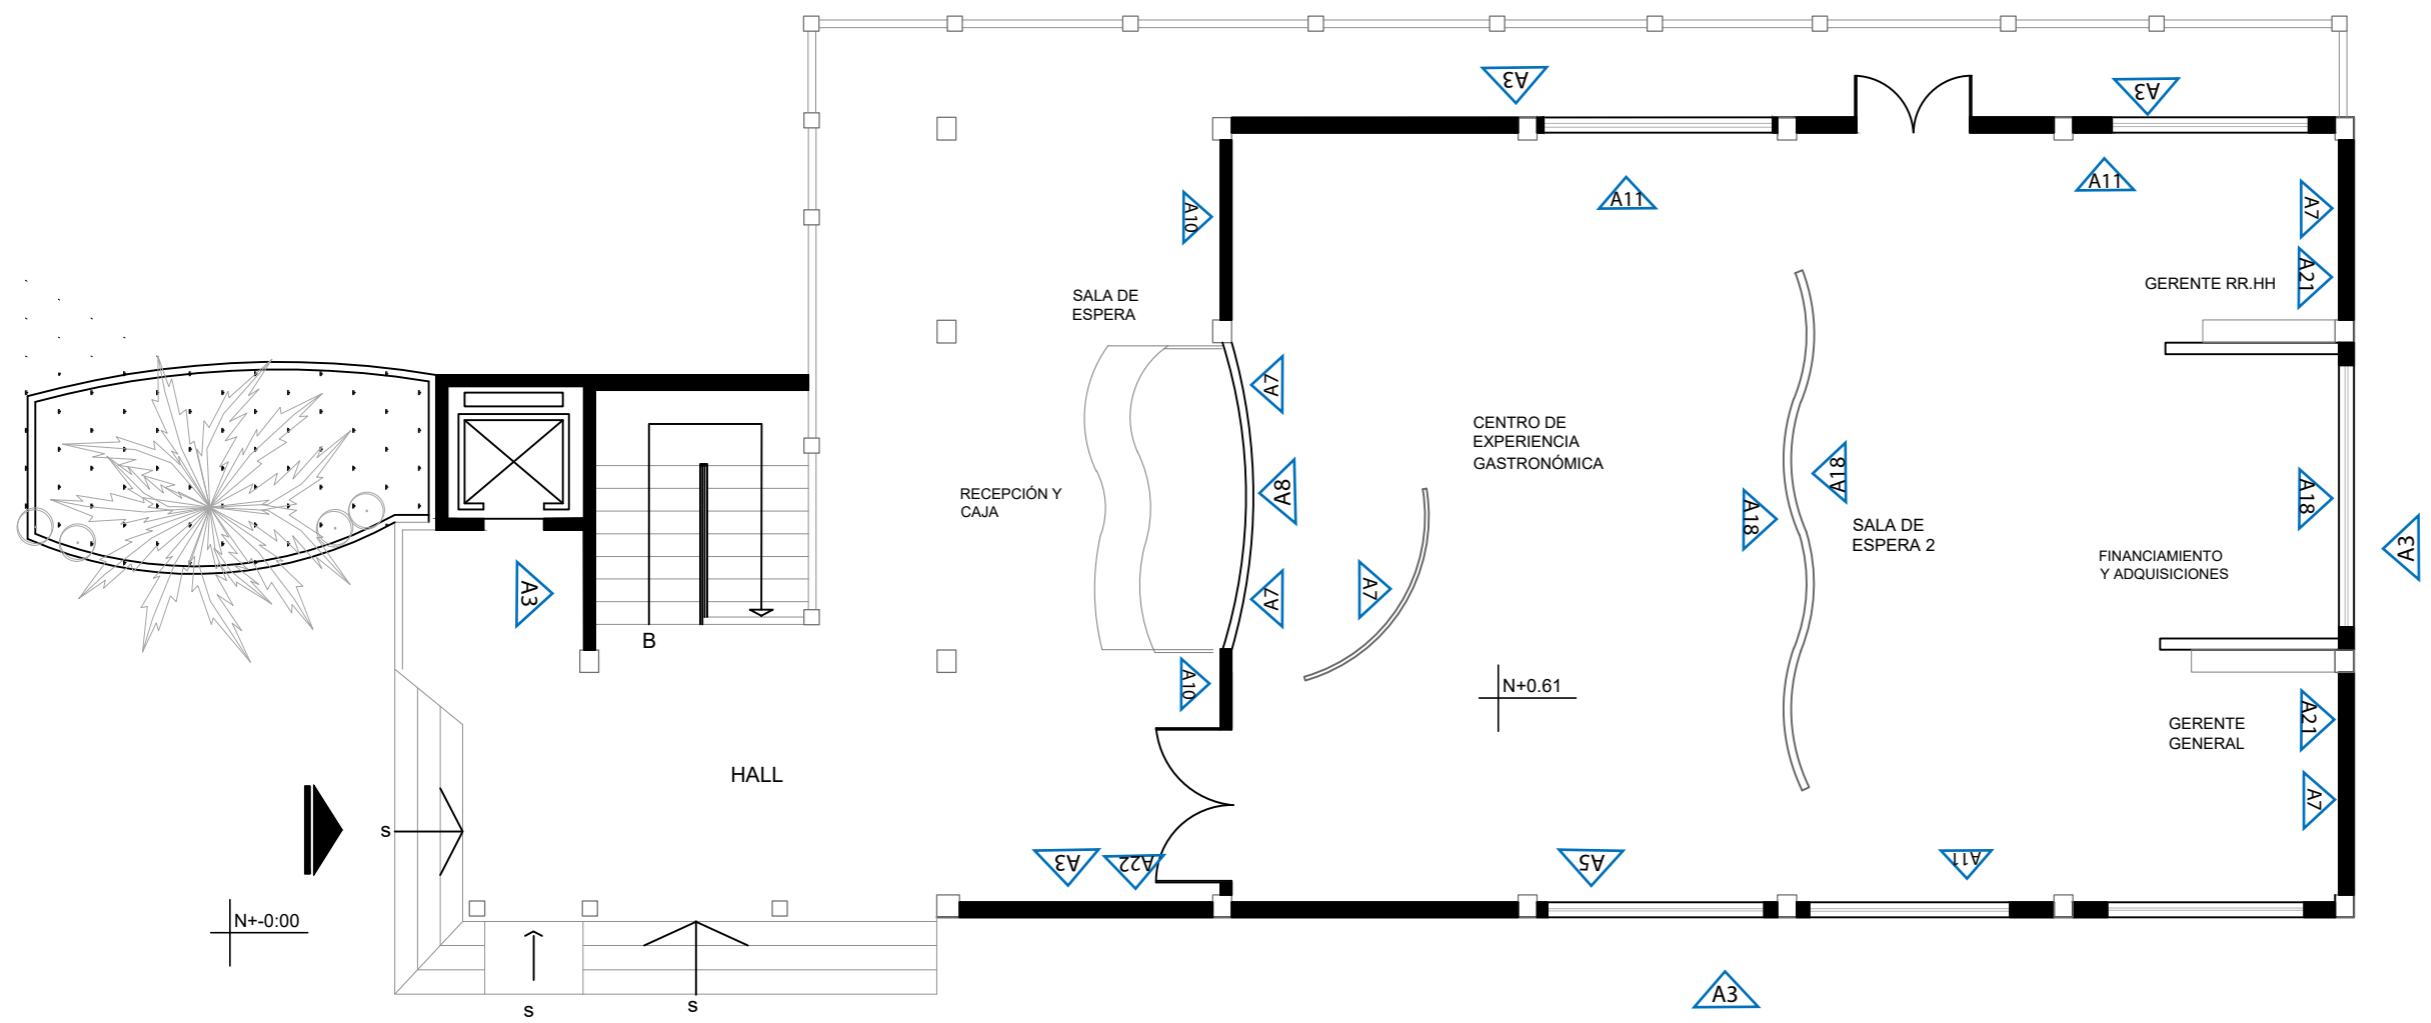 A3
A3
A11
A11
A10
A7
A21
GERENTE RR.HH
SALA DE
ESPERA
A7
CENTRO DE
EXPERIENCIA
GASTRONÓMICA
A18
A8
RECEPCIÓN Y
CAJA
A18
A18
SALA DE
ESPERA 2
A3
FINANCIAMIENTO
Y ADQUISICIONES
A3
A7
A7
B
A10
N+0.61
A21
GERENTE
GENERAL
HALL
A7
s
A3
A22
A5
A11
N+-0:00
A3
s
s